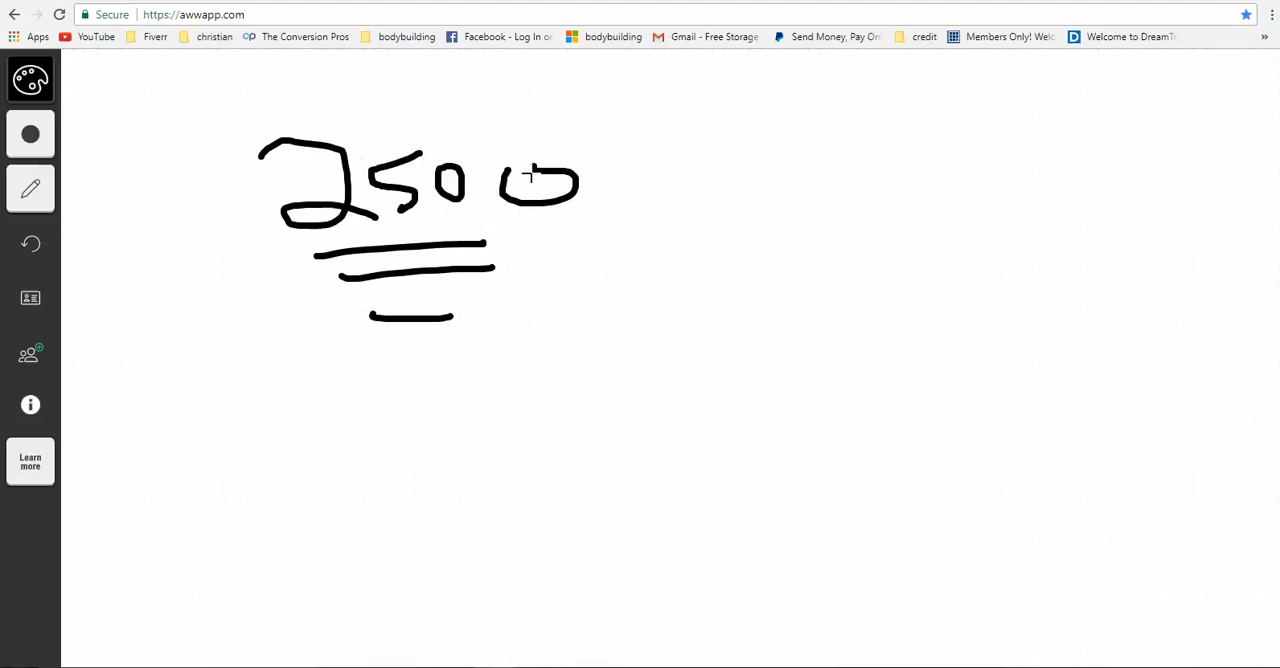 Secure https://awwapp.com
Apps YouTube Fiverr christian The Conversion Pros bodybuilding Facebook - Log In or bodybuilding Gmail - Free Storage Send Money, Pay Onl credit Members Only! Welc Welcome to DreamTr »
2500
Learn
more